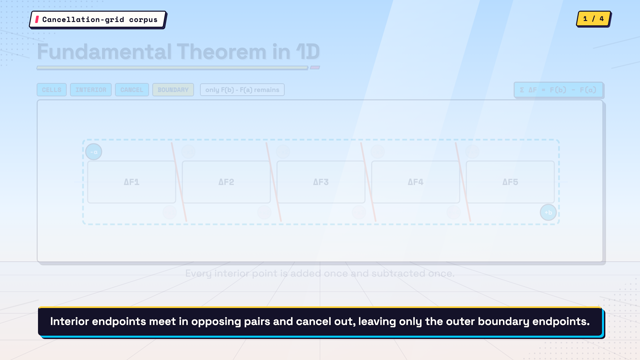 Cancellation-grid corpus
1 / 4
Fundamental Theorem in 1D
CELLS INTERIOR CANCEL BOUNDARY only F(b) - F(a) remains
Σ ΔF = F(b) - F(a)
ΔF1 ΔF2 ΔF3 ΔF4 ΔF5
Every interior point is added once and subtracted once.
Interior endpoints meet in opposing pairs and cancel out, leaving only the outer boundary endpoints.